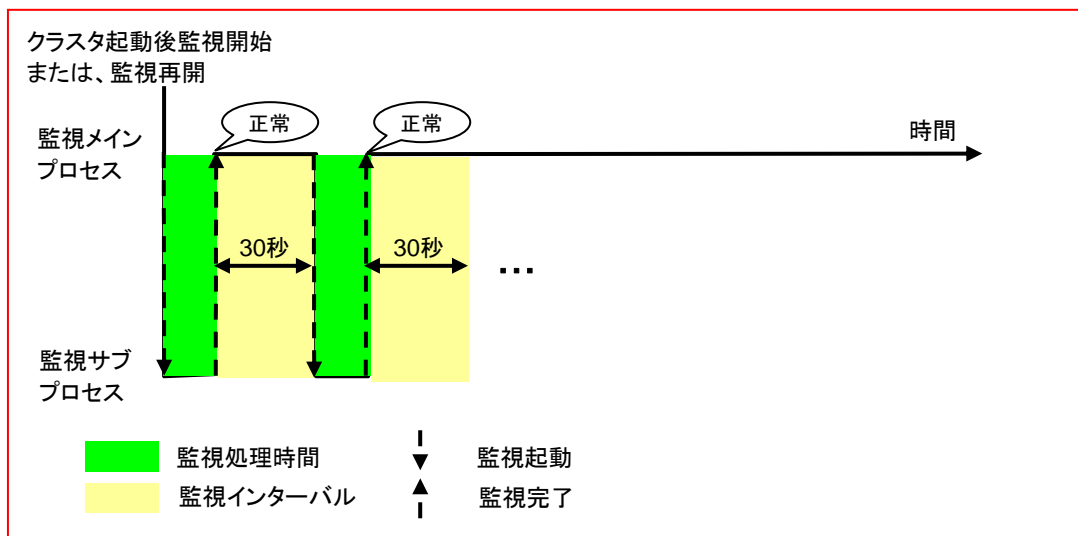 クラスタ起動後監視開始
または、監視再開
正常
正常
時間
監視メイン
プロセス
30秒
30秒
…
監視サブ
プロセス
監視処理時間
監視起動
監視インターバル
監視完了